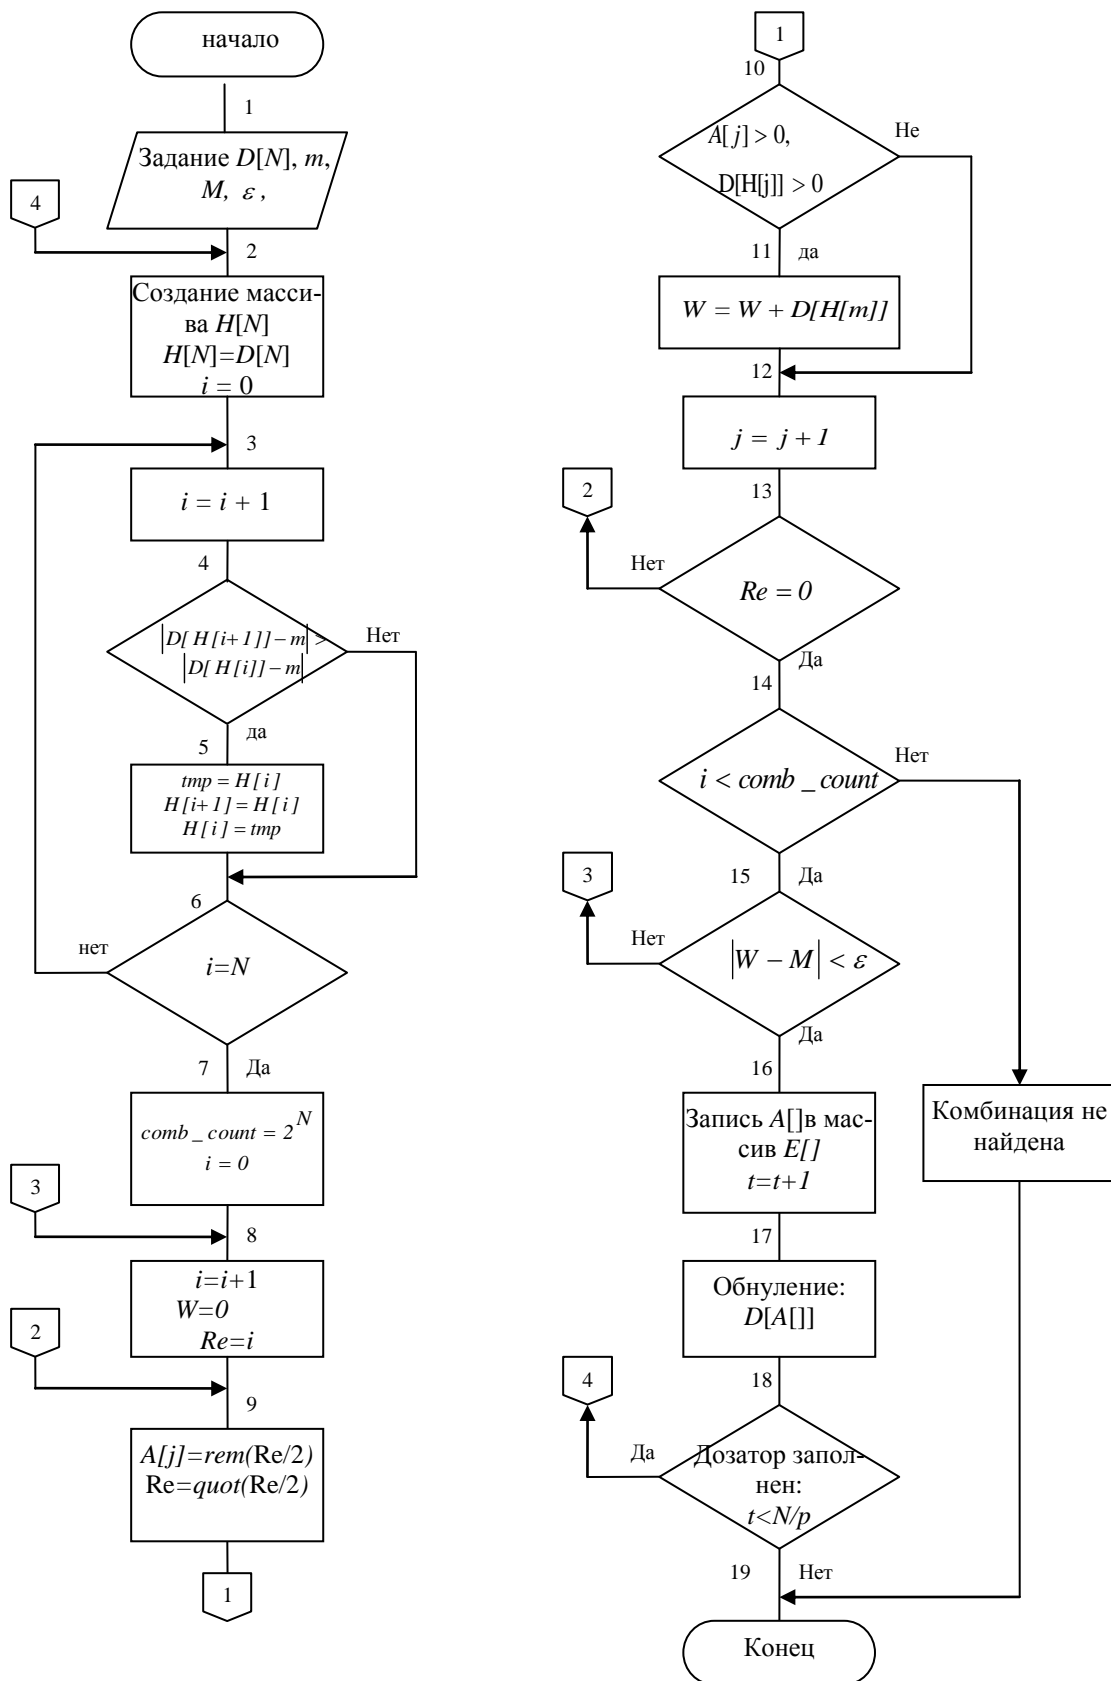 начало
1
Задание D[N], m,
M, ε ,
4
2
Создание масси-
ва H[N]
H[N]=D[N]
i = 0
3
i = i + 1
4
|D[ H[i+1]] − m| >
|D[ H[i]] − m|
Нет
да
5
tmp = H[ i ]
H[i+1] = H[i]
H[ i ] = tmp
6
нет
i=N
7
Да
comb _ count = 2^N
i = 0
3
8
i=i+1
W=0
Re=i
2
9
A[j]=rem(Re/2)
Re=quot(Re/2)
1
1
10
A[ j] > 0,
D[H[j]] > 0
Не
11
да
W = W + D[H[m]]
12
j = j + 1
2
13
Нет
Re = 0
Да
14
i < comb _ count
Нет
3
15
Да
Нет
|W − M| < ε
Да
16
Запись A[]в мас-
сив E[]
t=t+1
Комбинация не
найдена
17
Обнуление:
D[A[]]
4
18
Да
Дозатор запол-
нен:
t<N/p
19
Нет
Конец